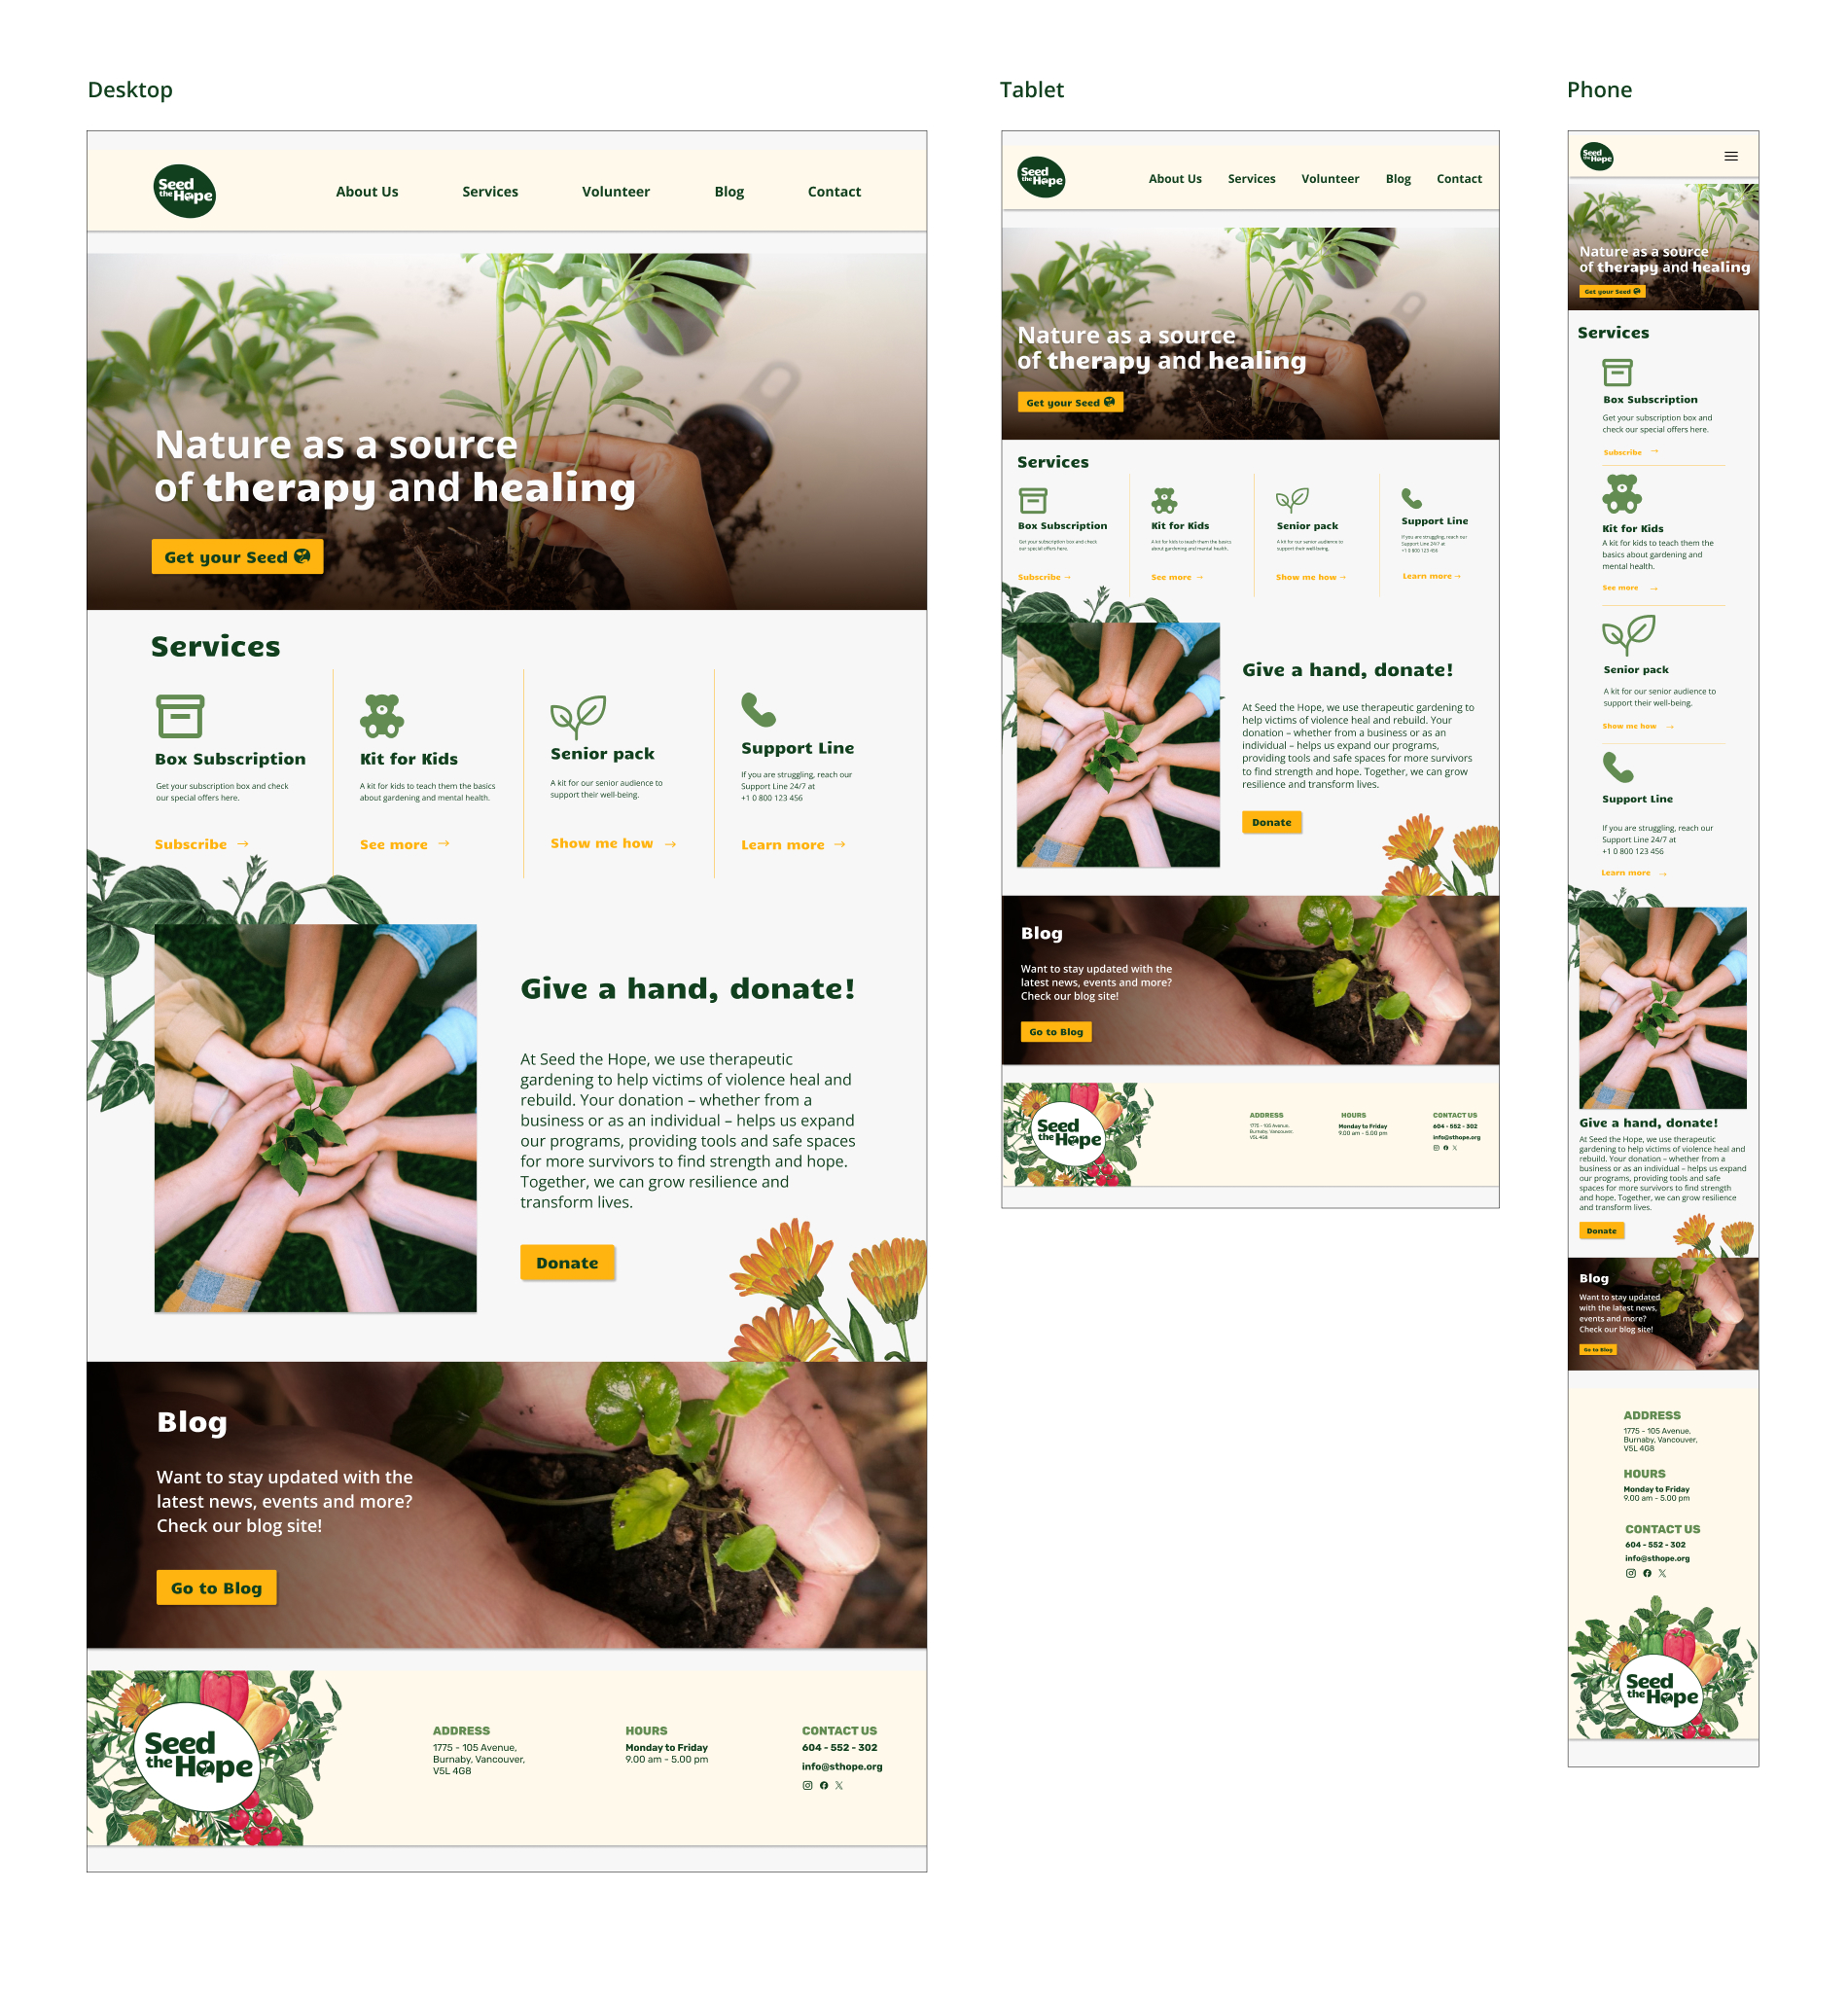 Desktop
Seed
the Hope
About Us
Services
Volunteer
Blog
Contact
Nature as a source
of therapy and healing
Get your Seed
Services
Box Subscription
Get your subscription box and check
our special offers here.
Subscribe →
Kit for Kids
A kit for kids to teach them the basics
about gardening and mental health.
See more →
Senior pack
A kit for our senior audience to
support their well-being.
Show me how →
Support Line
If you are struggling, reach our
Support Line 24/7 at
+1 0 800 123 456
Learn more →
Give a hand, donate!
At Seed the Hope, we use therapeutic
gardening to help victims of violence heal and
rebuild. Your donation – whether from a
business or as an individual – helps us expand
our programs, providing tools and safe spaces
for more survivors to find strength and hope.
Together, we can grow resilience and
transform lives.
Donate
Blog
Want to stay updated with the
latest news, events and more?
Check our blog site!
Go to Blog
Seed
the Hope
ADDRESS
1775 - 105 Avenue,
Burnaby, Vancouver,
V5L 4G8
HOURS
Monday to Friday
9.00 am - 5.00 pm
CONTACT US
604 - 552 - 302
info@sthope.org
Tablet
Seed
the Hope
About Us
Services
Volunteer
Blog
Contact
Nature as a source
of therapy and healing
Get your Seed
Services
Box Subscription
Get your subscription box and check
our special offers here.
Subscribe →
Kit for Kids
A kit for kids to teach them the basics
about gardening and mental health.
See more →
Senior pack
A kit for our senior audience to
support their well-being.
Show me how →
Support Line
If you are struggling, reach our
Support Line 24/7 at
+1 0 800 123 456
Learn more →
Give a hand, donate!
At Seed the Hope, we use therapeutic gardening to
help victims of violence heal and rebuild. Your
donation – whether from a business or as an
individual – helps us expand our programs,
providing tools and safe spaces for more survivors
to find strength and hope. Together, we can grow
resilience and transform lives.
Donate
Blog
Want to stay updated with the
latest news, events and more?
Check our blog site!
Go to Blog
Seed
the Hope
ADDRESS
1775 - 105 Avenue,
Burnaby, Vancouver,
V5L 4G8
HOURS
Monday to Friday
9.00 am - 5.00 pm
CONTACT US
604 - 552 - 302
info@sthope.org
Phone
Seed
the Hope
Nature as a source
of therapy and healing
Get your Seed
Services
Box Subscription
Get your subscription box and
check our special offers here.
Subscribe →
Kit for Kids
A kit for kids to teach them the
basics about gardening and
mental health.
See more →
Senior pack
A kit for our senior audience to
support their well-being.
Show me how →
Support Line
If you are struggling, reach our
Support Line 24/7 at
+1 0 800 123 456
Learn more →
Give a hand, donate!
At Seed the Hope, we use therapeutic
gardening to help victims of violence heal and
rebuild. Your donation – whether from a
business or as an individual – helps us expand
our programs, providing tools and safe
spaces for more survivors to find strength
and hope. Together, we can grow resilience
and transform lives.
Donate
Blog
Want to stay updated
with the latest news,
events and more?
Check our blog site!
Go to Blog
ADDRESS
1775 - 105 Avenue,
Burnaby, Vancouver,
V5L 4G8
HOURS
Monday to Friday
9.00 am - 5.00 pm
CONTACT US
604 - 552 - 302
info@sthope.org
Seed
the Hope